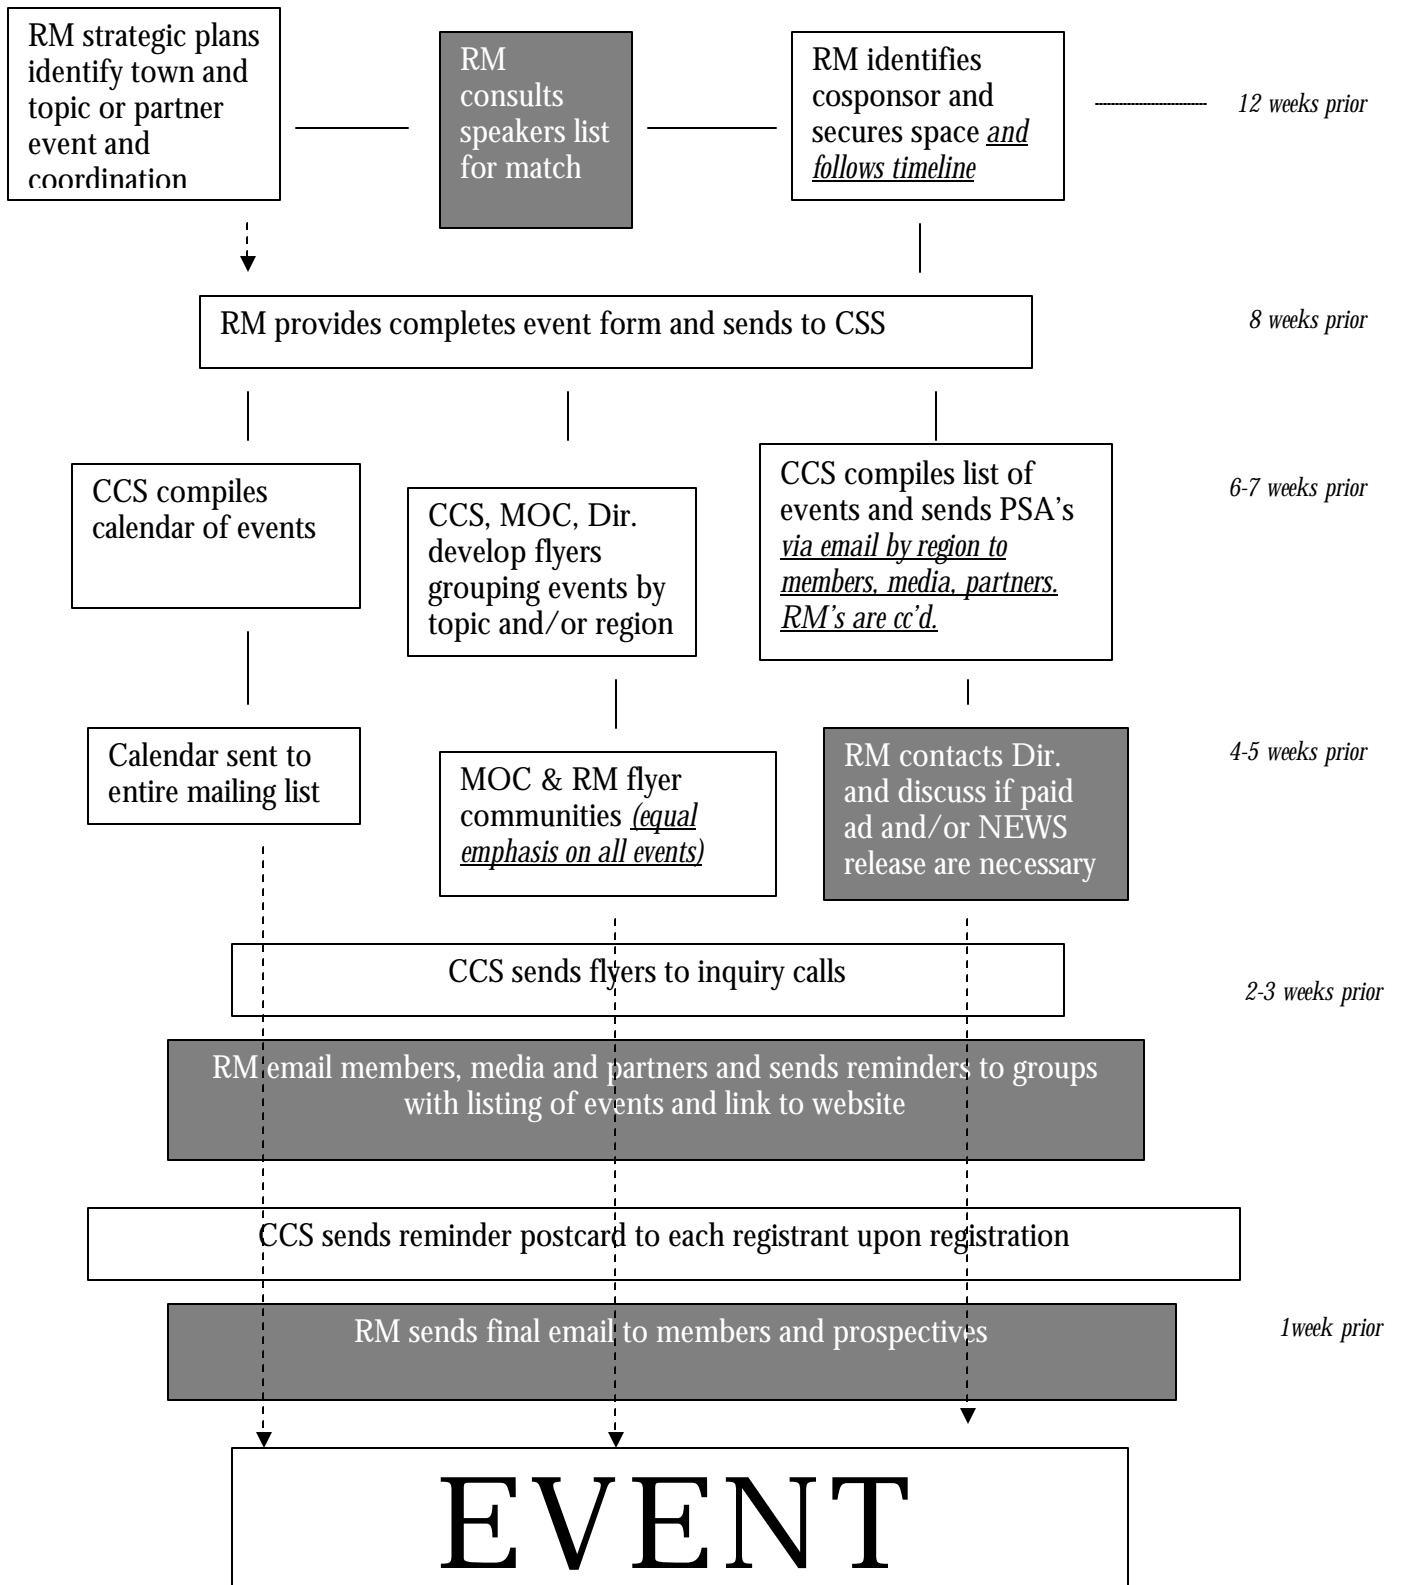 RM strategic plans
identify town and
topic or partner
event and
coordination
RM
consults
speakers list
for match
RM identifies
cosponsor and
secures space and
follows timeline
12 weeks prior
RM provides completes event form and sends to CSS
8 weeks prior
CCS compiles
calendar of events
CCS, MOC, Dir.
develop flyers
grouping events by
topic and/or region
CCS compiles list of
events and sends PSA’s
via email by region to
members, media, partners.
RM’s are cc’d.
6-7 weeks prior
Calendar sent to
entire mailing list
MOC & RM flyer
communities (equal
emphasis on all events)
RM contacts Dir.
and discuss if paid
ad and/or NEWS
release are necessary
4-5 weeks prior
CCS sends flyers to inquiry calls
2-3 weeks prior
RM email members, media and partners and sends reminders to groups
with listing of events and link to website
CCS sends reminder postcard to each registrant upon registration
RM sends final email to members and prospectives
1week prior
EVENT